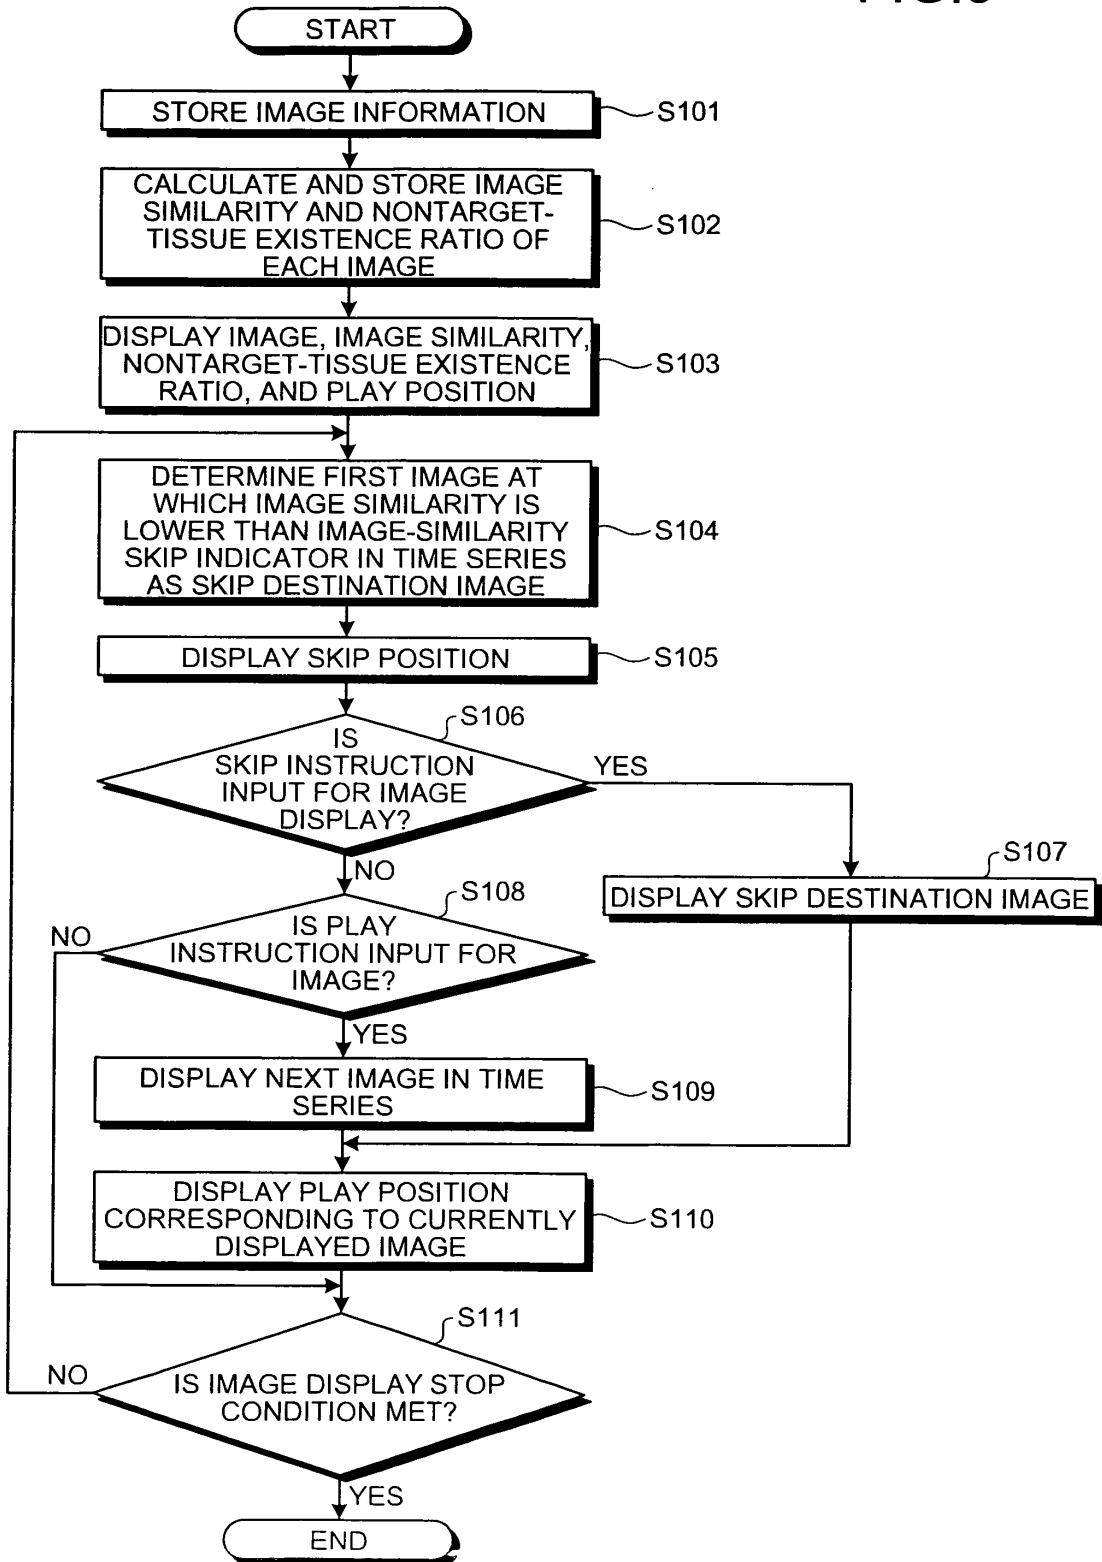 START
STORE IMAGE INFORMATION
S101
CALCULATE AND STORE IMAGE
SIMILARITY AND NONTARGET-
TISSUE EXISTENCE RATIO OF
EACH IMAGE
S102
DISPLAY IMAGE, IMAGE SIMILARITY,
NONTARGET-TISSUE EXISTENCE
RATIO, AND PLAY POSITION
S103
DETERMINE FIRST IMAGE AT
WHICH IMAGE SIMILARITY IS
LOWER THAN IMAGE-SIMILARITY
SKIP INDICATOR IN TIME SERIES
AS SKIP DESTINATION IMAGE
S104
DISPLAY SKIP POSITION
S105
S106
IS
SKIP INSTRUCTION
INPUT FOR IMAGE
DISPLAY?
YES
NO
S107
DISPLAY SKIP DESTINATION IMAGE
S108
IS PLAY
INSTRUCTION INPUT FOR
IMAGE?
NO
YES
DISPLAY NEXT IMAGE IN TIME
SERIES
S109
DISPLAY PLAY POSITION
CORRESPONDING TO CURRENTLY
DISPLAYED IMAGE
S110
S111
IS IMAGE DISPLAY STOP
CONDITION MET?
NO
YES
END